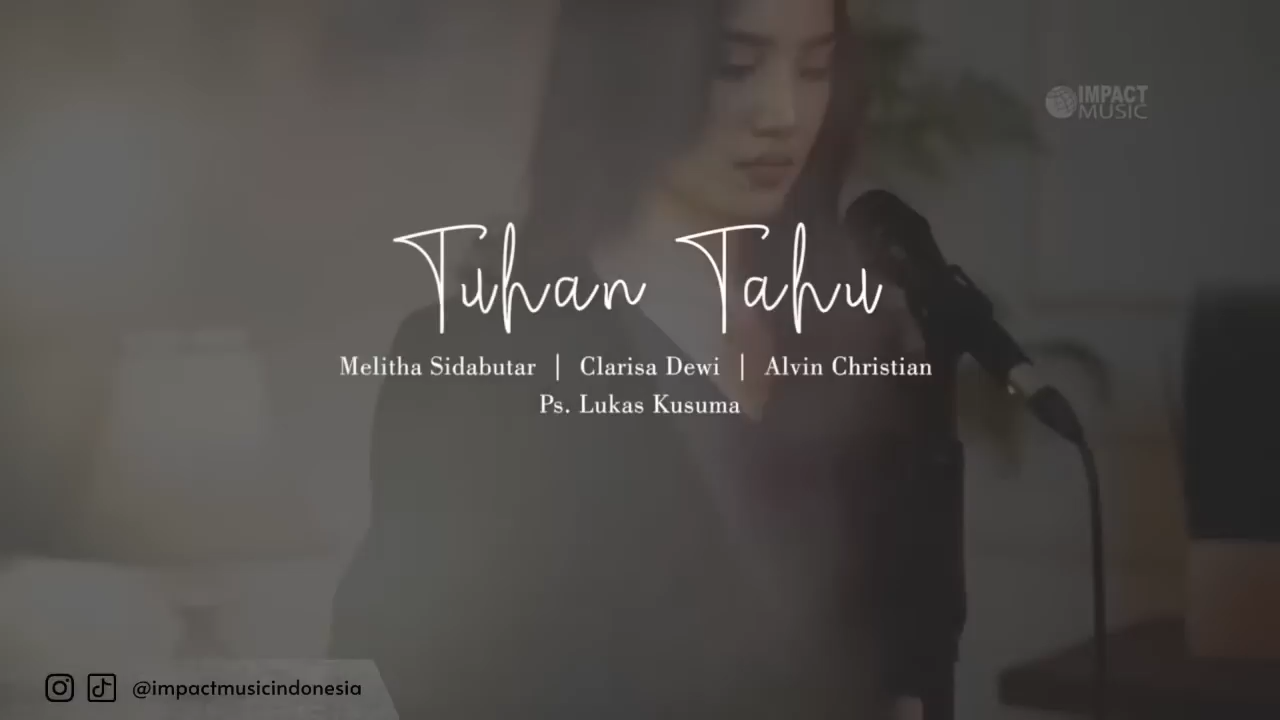 IMPACT
MUSIC
Tuhan Tahu
Melitha Sidabutar | Clarisa Dewi | Alvin Christian
Ps. Lukas Kusuma
@impactmusicindonesia